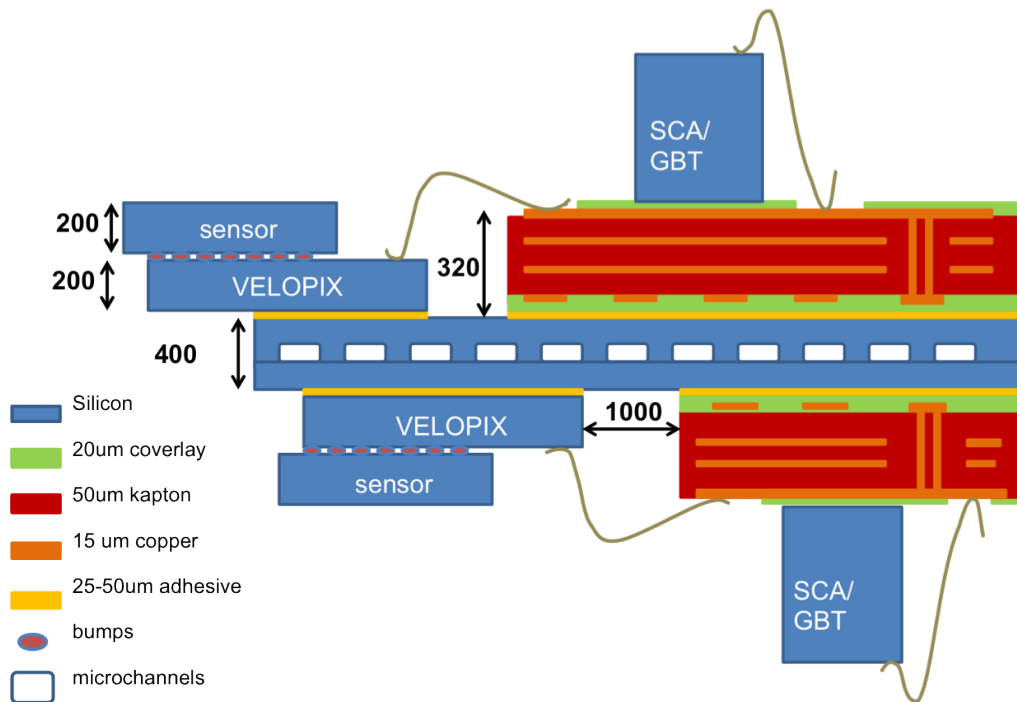 SCA/
GBT
200
sensor
320
200
VELOPIX
400
1000
VELOPIX
sensor
SCA/
GBT
Silicon
20um coverlay
50um kapton
15 um copper
25-50um adhesive
bumps
microchannels